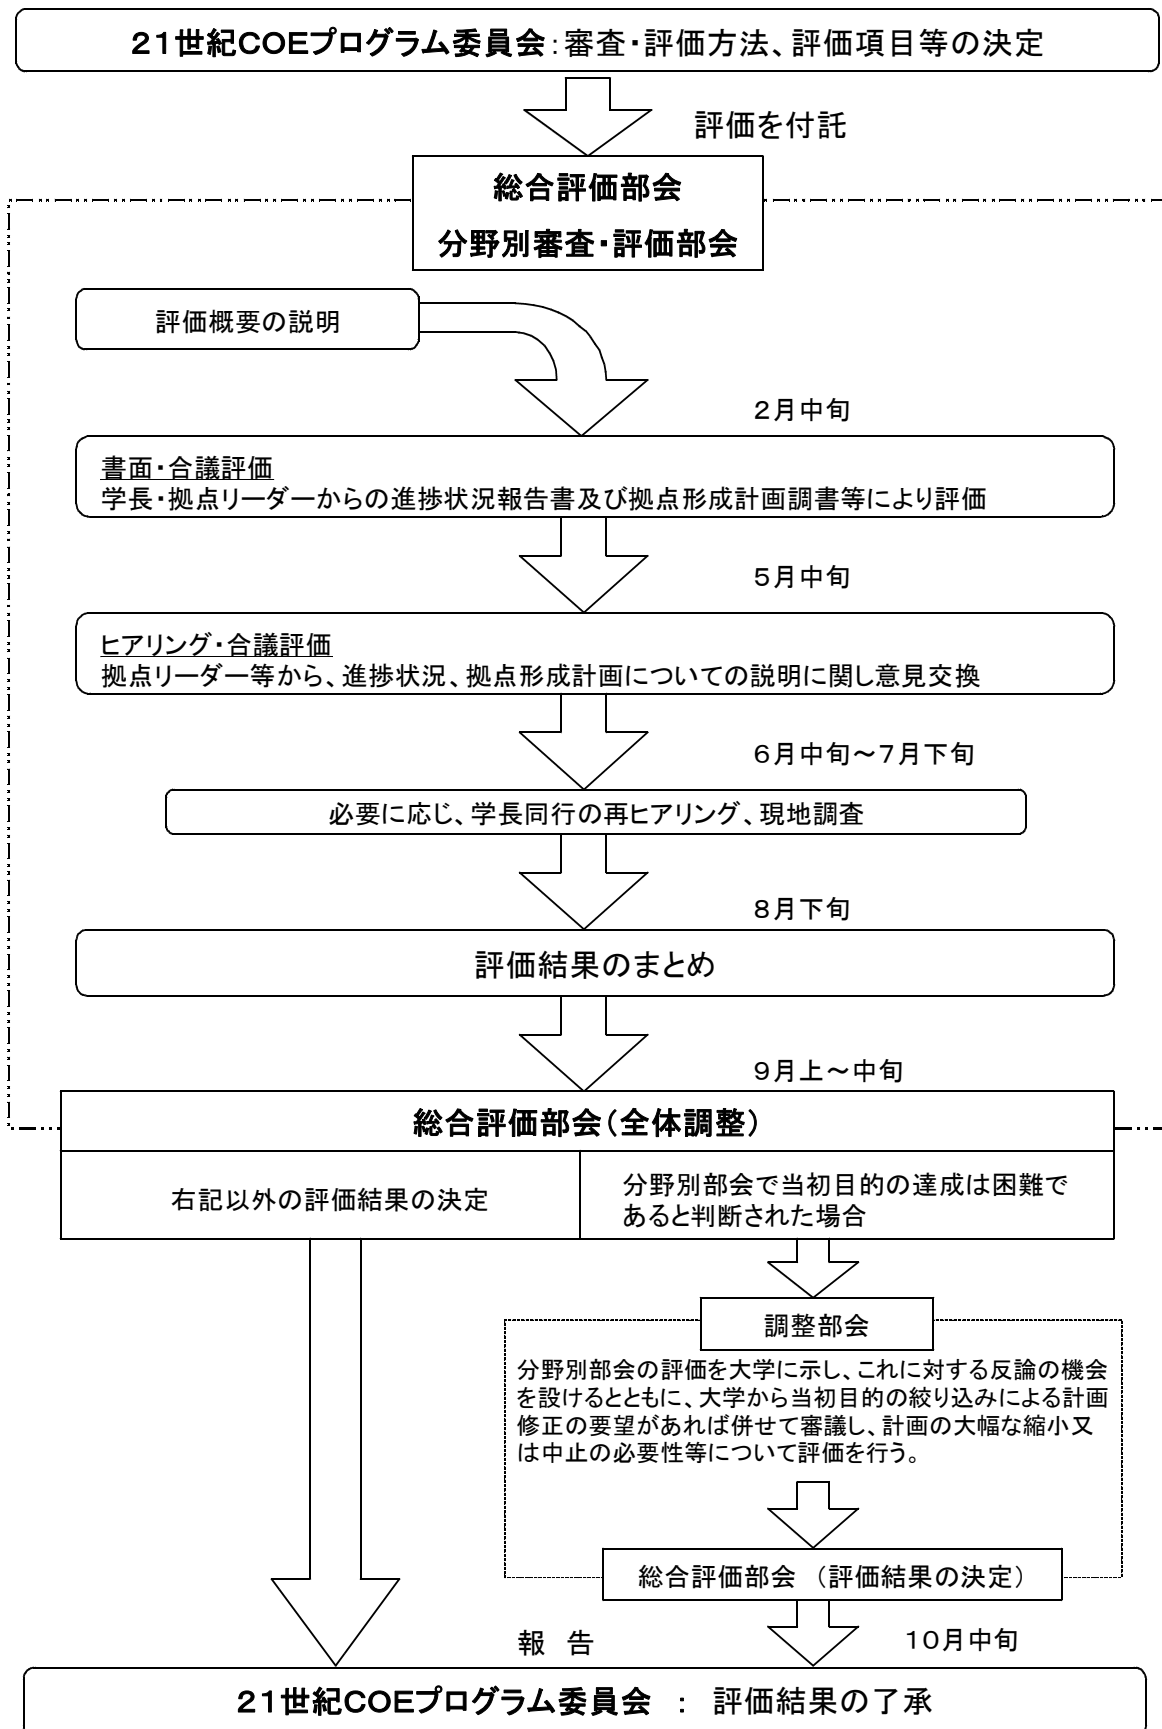 21世紀COEプログラム委員会:審査・評価方法、評価項目等の決定
評価を付託
総合評価部会
分野別審査・評価部会
評価概要の説明
2月中旬
書面・合議評価
学長・拠点リーダーからの進捗状況報告書及び拠点形成計画調書等により評価
5月中旬
ヒアリング・合議評価
拠点リーダー等から、進捗状況、拠点形成計画についての説明に関し意見交換
6月中旬~7月下旬
必要に応じ、学長同行の再ヒアリング、現地調査
8月下旬
評価結果のまとめ
9月上~中旬
総合評価部会(全体調整)
右記以外の評価結果の決定
分野別部会で当初目的の達成は困難で
あると判断された場合
調整部会
分野別部会の評価を大学に示し、これに対する反論の機会
を設けるとともに、大学から当初目的の絞り込みによる計画
修正の要望があれば併せて審議し、計画の大幅な縮小又
は中止の必要性等について評価を行う。
総合評価部会 (評価結果の決定)
報 告
10月中旬
21世紀COEプログラム委員会 : 評価結果の了承